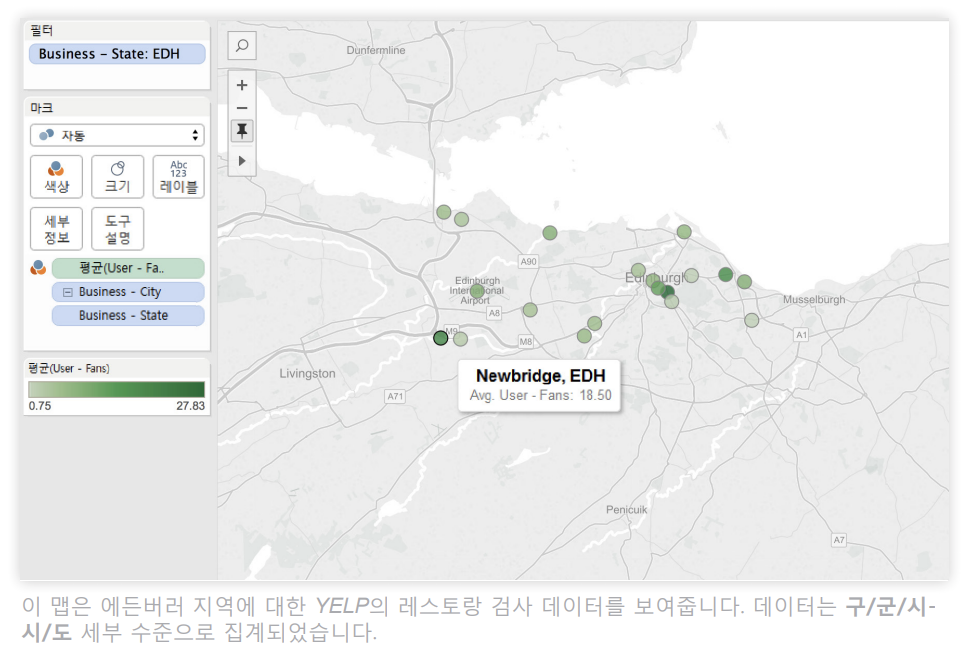 필터
Business – State: EDH
마크
자동
색상
크기
Abc
123
레이블
세부
정보
도구
설명
평균(User - Fa..
Business - City
Business - State
평균(User - Fans)
0.75
27.83
Dunfermline
A90
Edinburgh
International
Airport
A8
Edinburgh
Musselburgh
M9
M8
A1
Livingston
A71
Newbridge, EDH
Avg. User - Fans: 18.50
Penicuik
A7
이 맵은 에든버러 지역에 대한 YELP의 레스토랑 검사 데이터를 보여줍니다. 데이터는 구/군/시-
시/도 세부 수준으로 집계되었습니다.